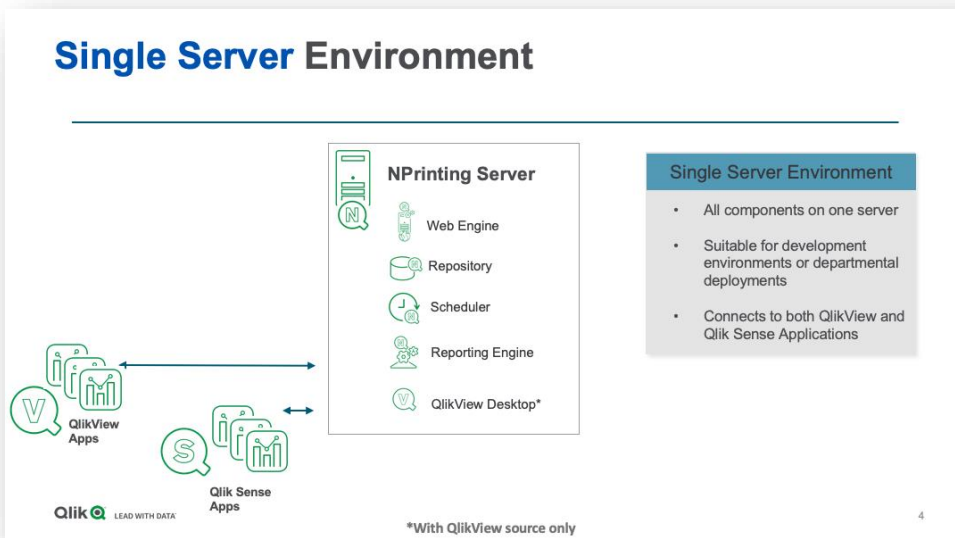 Single Server Environment
NPrinting Server
N
Web Engine
N
Repository
N
Scheduler
Reporting Engine
V
QlikView Desktop*
Single Server Environment
• All components on one server
• Suitable for development
environments or departmental
deployments
• Connects to both QlikView and
Qlik Sense Applications
V
QlikView
Apps
S
Qlik Sense
Apps
Qlik LEAD WITH DATA
*With QlikView source only
4